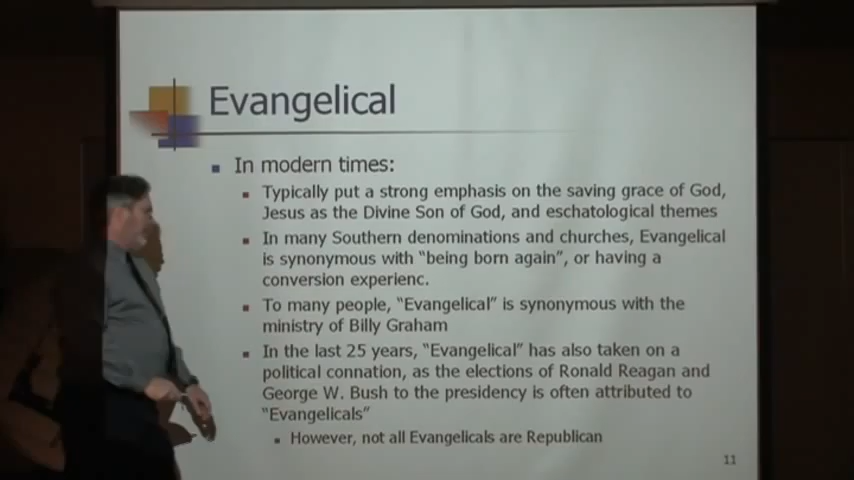 Evangelical
In modern times:
Typically put a strong emphasis on the saving grace of God,
Jesus as the Divine Son of God, and eschatological themes
In many Southern denominations and churches, Evangelical
is synonymous with “being born again”, or having a
conversion experienc.
To many people, “Evangelical” is synonymous with the
ministry of Billy Graham
In the last 25 years, “Evangelical” has also taken on a
political connation, as the elections of Ronald Reagan and
George W. Bush to the presidency is often attributed to
“Evangelicals”
However, not all Evangelicals are Republican
11